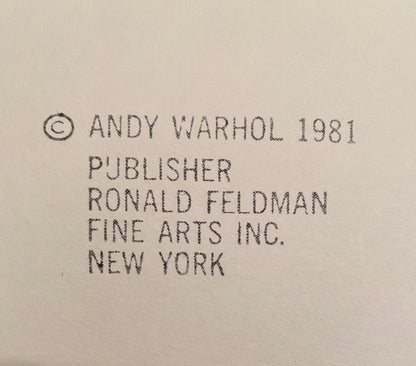 © ANDY WARHOL 1981
PUBLISHER
RONALD FELDMAN
FINE ARTS INC.
NEW YORK